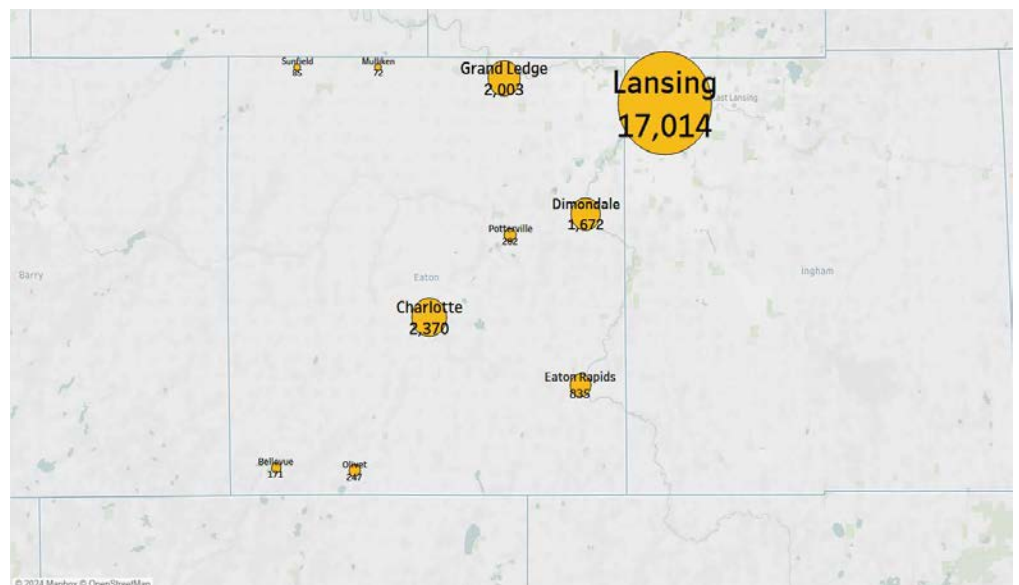 Sunfield
85
Mulliken
72
Grand Ledge
2,003
Lansing
17,014
East Lansing
Dimondale
1,672
Potterville
262
Barry
Eaton
Ingham
Charlotte
2,370
Eaton Rapids
835
Bellevue
171
Olivet
247
© 2024 Mapbox © OpenStreetMap